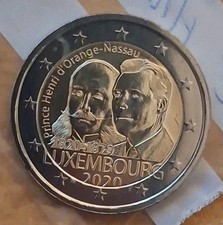 Prince Henri d'Orange-Nassau
1820-1879
LUXEMBOURG
2020